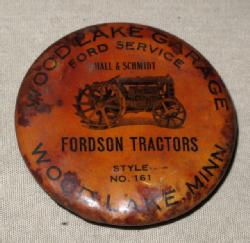 WOOD LAKE GARAGE
FORD SERVICE
HALL & SCHMIDT
FORDSON TRACTORS
STYLE
NO. 161
WOOD LAKE MINN